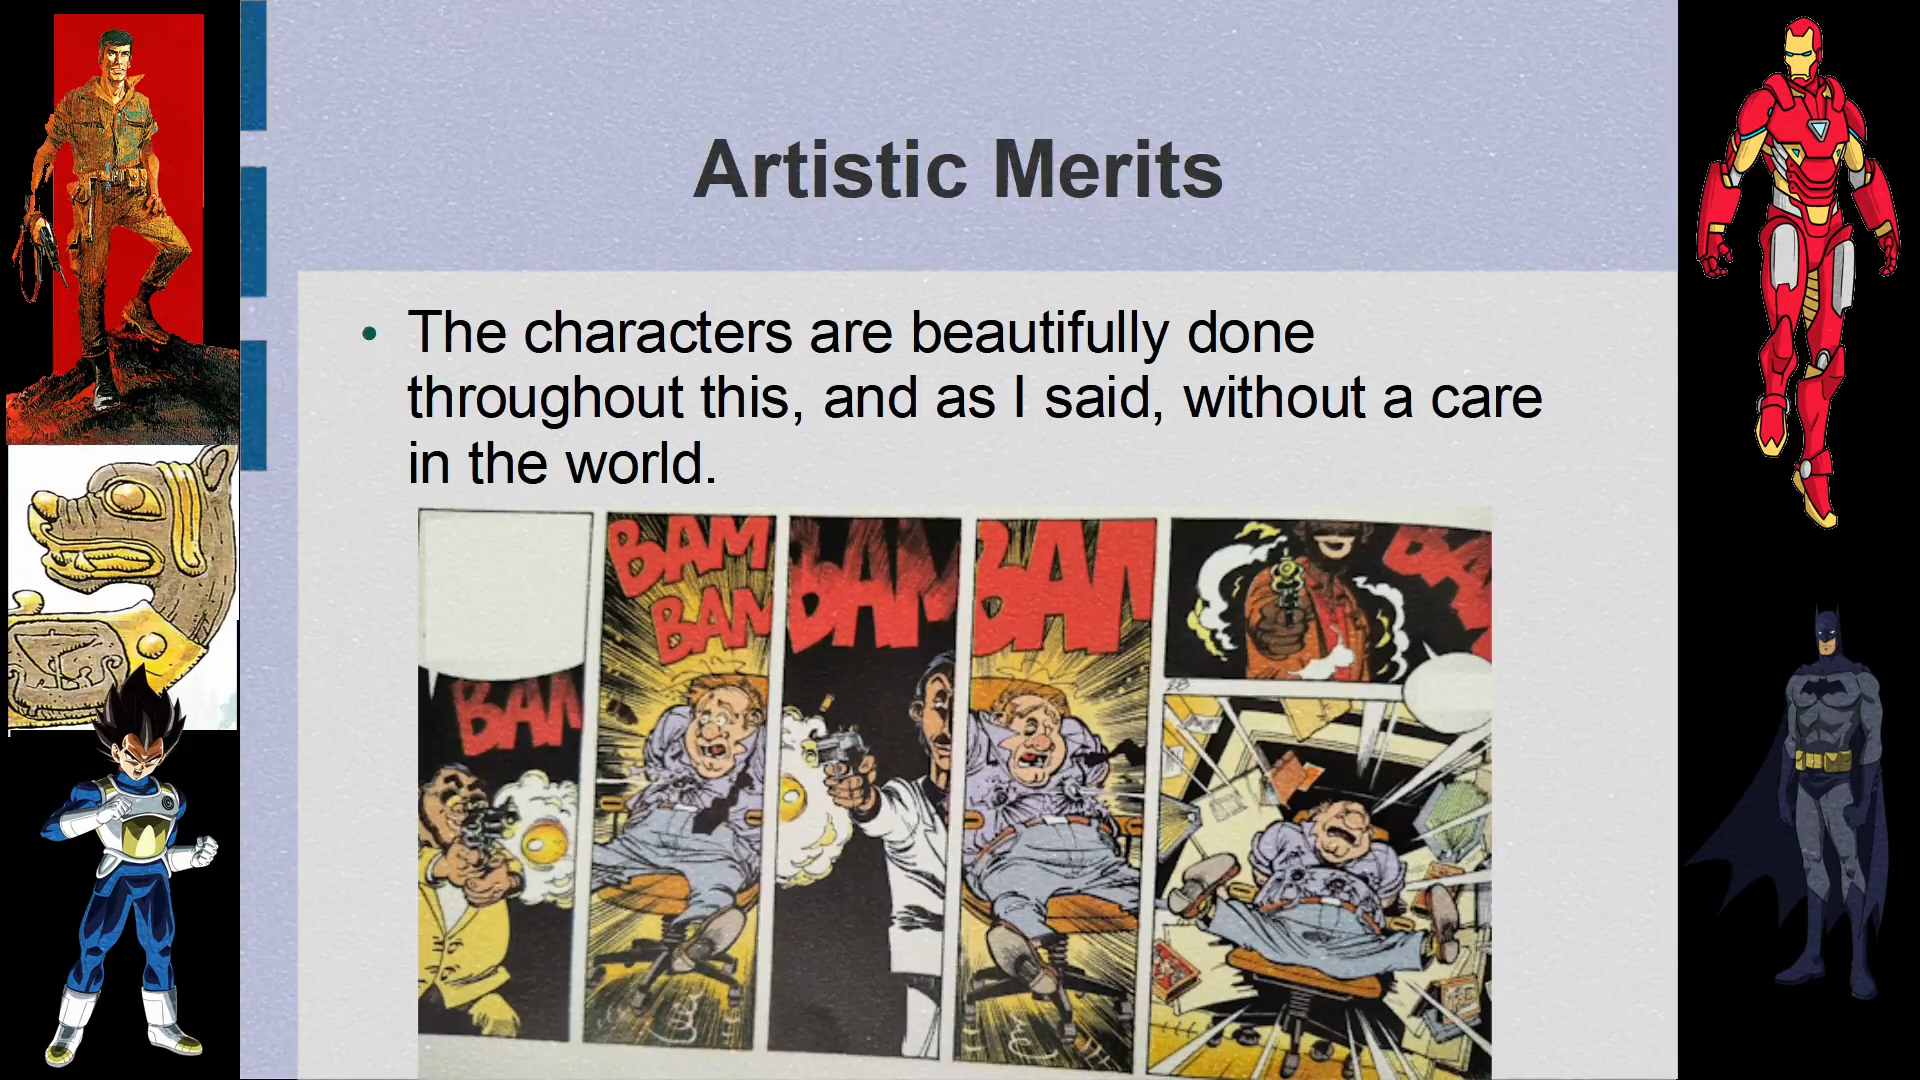 Artistic Merits
• The characters are beautifully done
throughout this, and as I said, without a care
in the world.
BAM
BAM
BAM
BAM
BAM
BAM